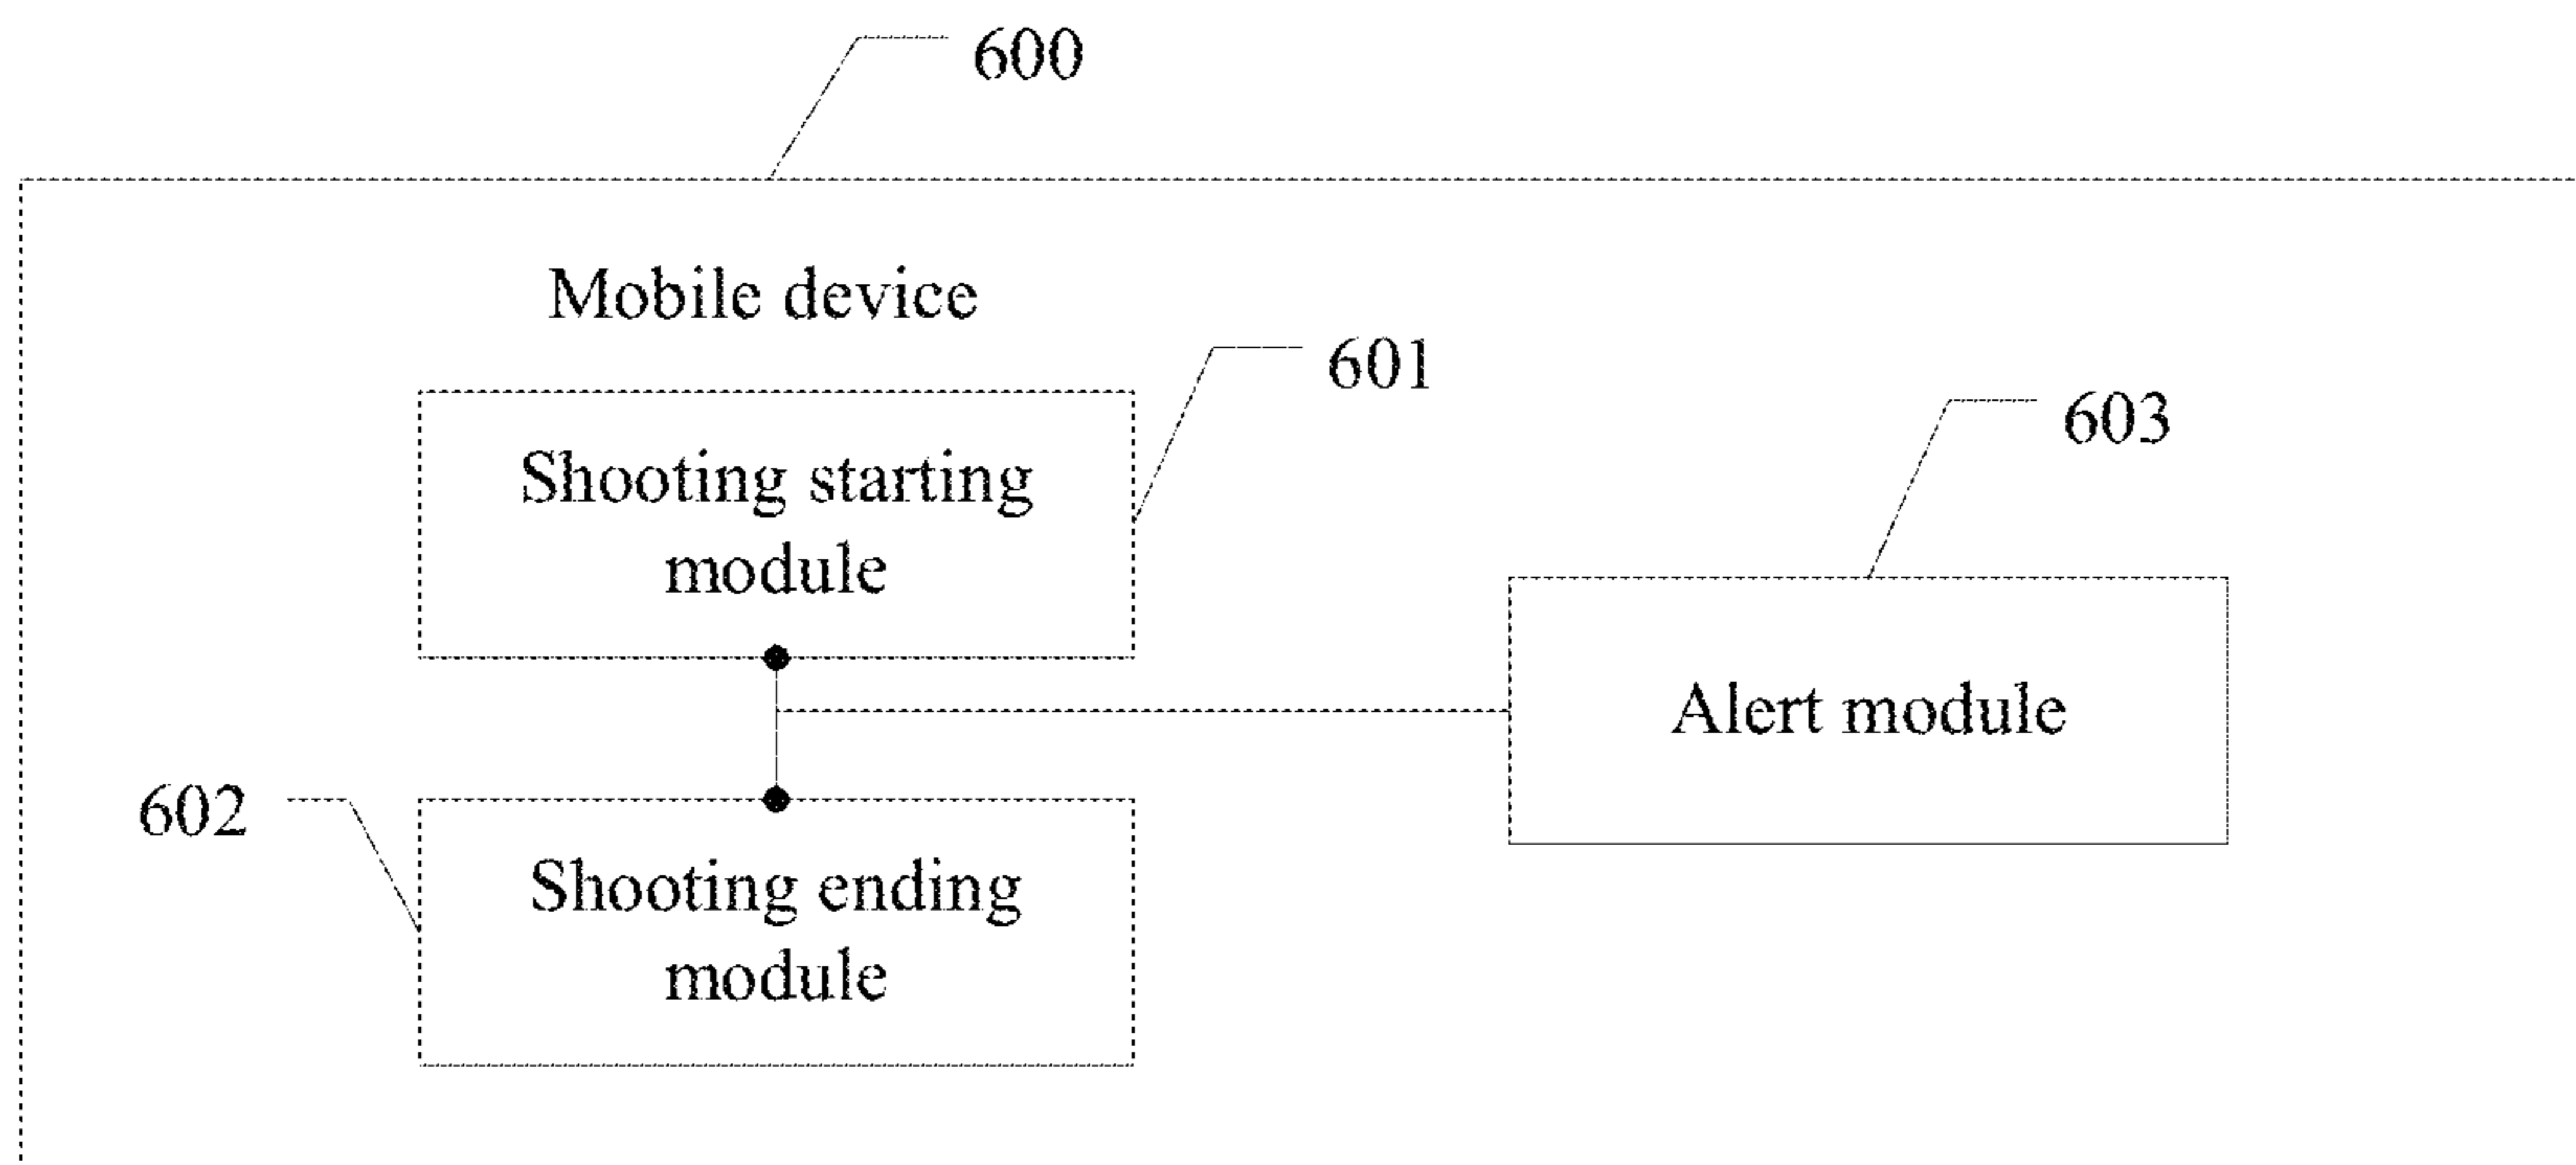 600
Mobile device
601
603
Shooting starting
module
Alert module
602
Shooting ending
module